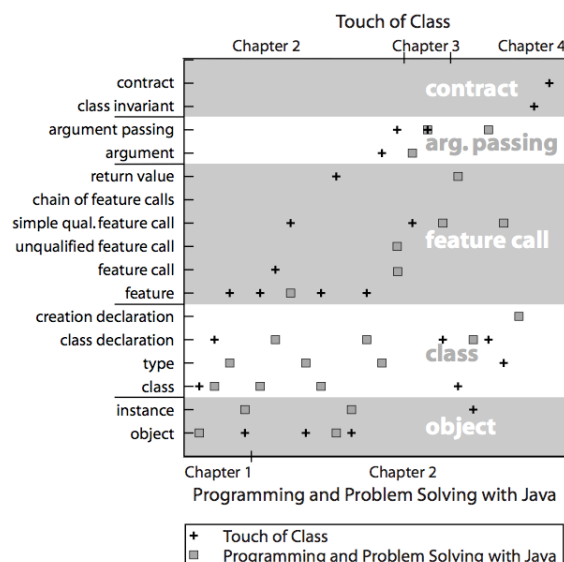 Touch of Class
Chapter 2 Chapter 3 Chapter 4
contract
contract
class invariant
argument passing
arg. passing
argument
return value
chain of feature calls
simple qual. feature call
feature call
unqualified feature call
feature call
feature
creation declaration
class declaration
class
type
class
instance
object
object
Chapter 1 Chapter 2
Programming and Problem Solving with Java
Touch of Class
Programming and Problem Solving with Java